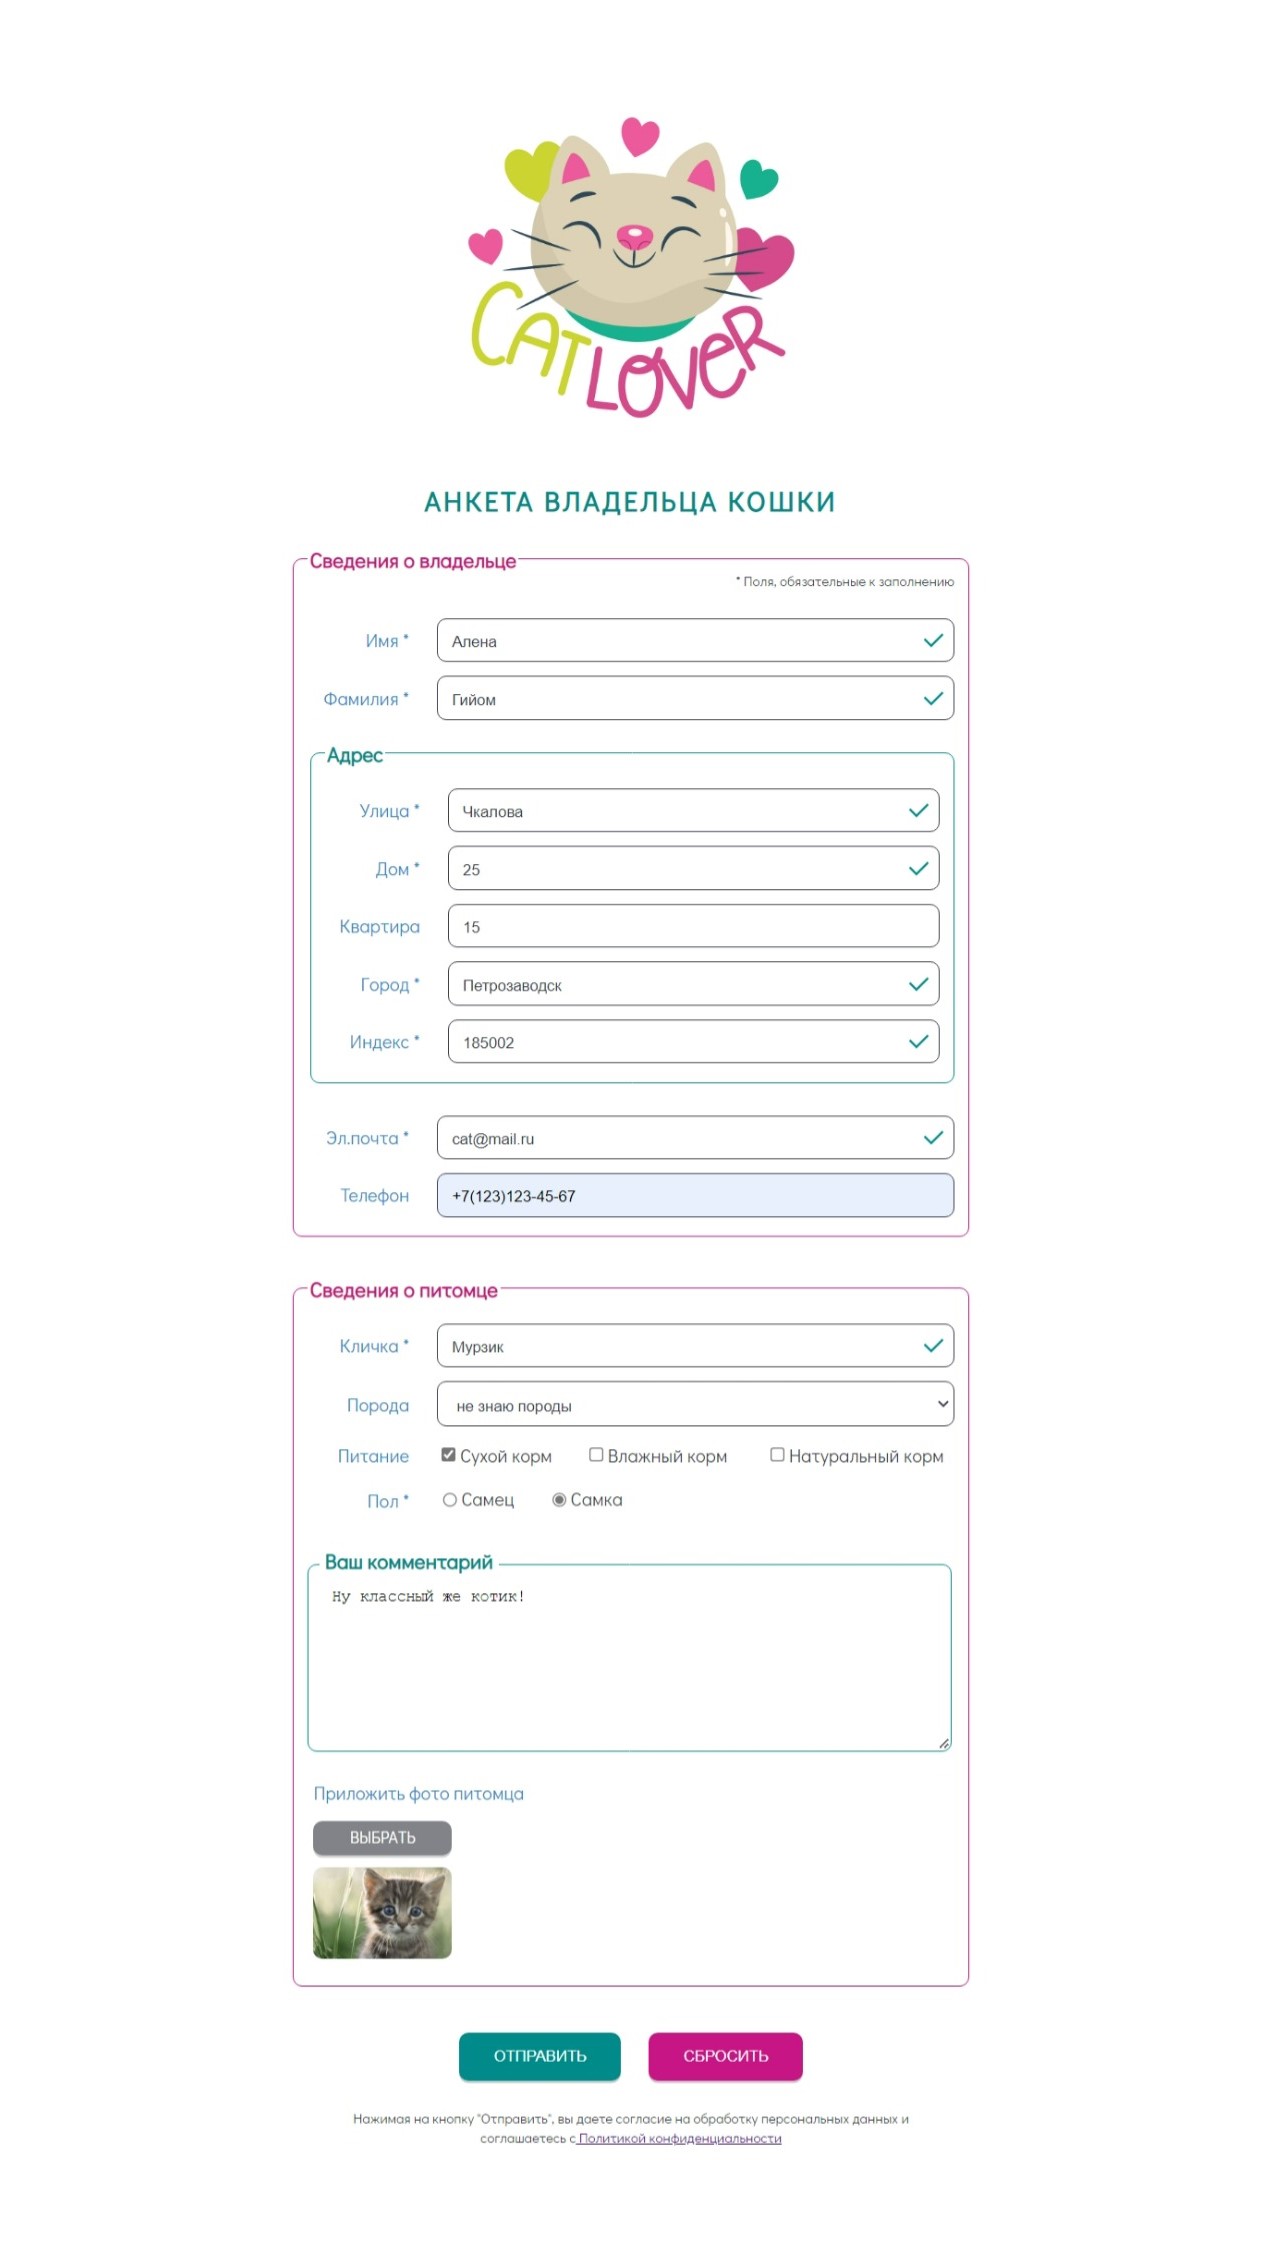 CATLOVER
АНКЕТА ВЛАДЕЛЬЦА КОШКИ
Сведения о владельце
* Поля, обязательные к заполнению
Имя * Алена
Фамилия * Гийом
Адрес
Улица * Чкалова
Дом * 25
Квартира 15
Город * Петрозаводск
Индекс * 185002
Эл.почта * cat@mail.ru
Телефон +7(123)123-45-67
Сведения о питомце
Кличка * Мурзик
Порода не знаю породы
Питание Сухой корм Влажный корм Натуральный корм
Пол * Самец Самка
Ваш комментарий
Ну классный же котик!
Приложить фото питомца
ВЫБРАТЬ
ОТПРАВИТЬ СБРОСИТЬ
Нажимая на кнопку "Отправить", вы даете согласие на обработку персональных данных и
соглашаетесь с Политикой конфиденциальности